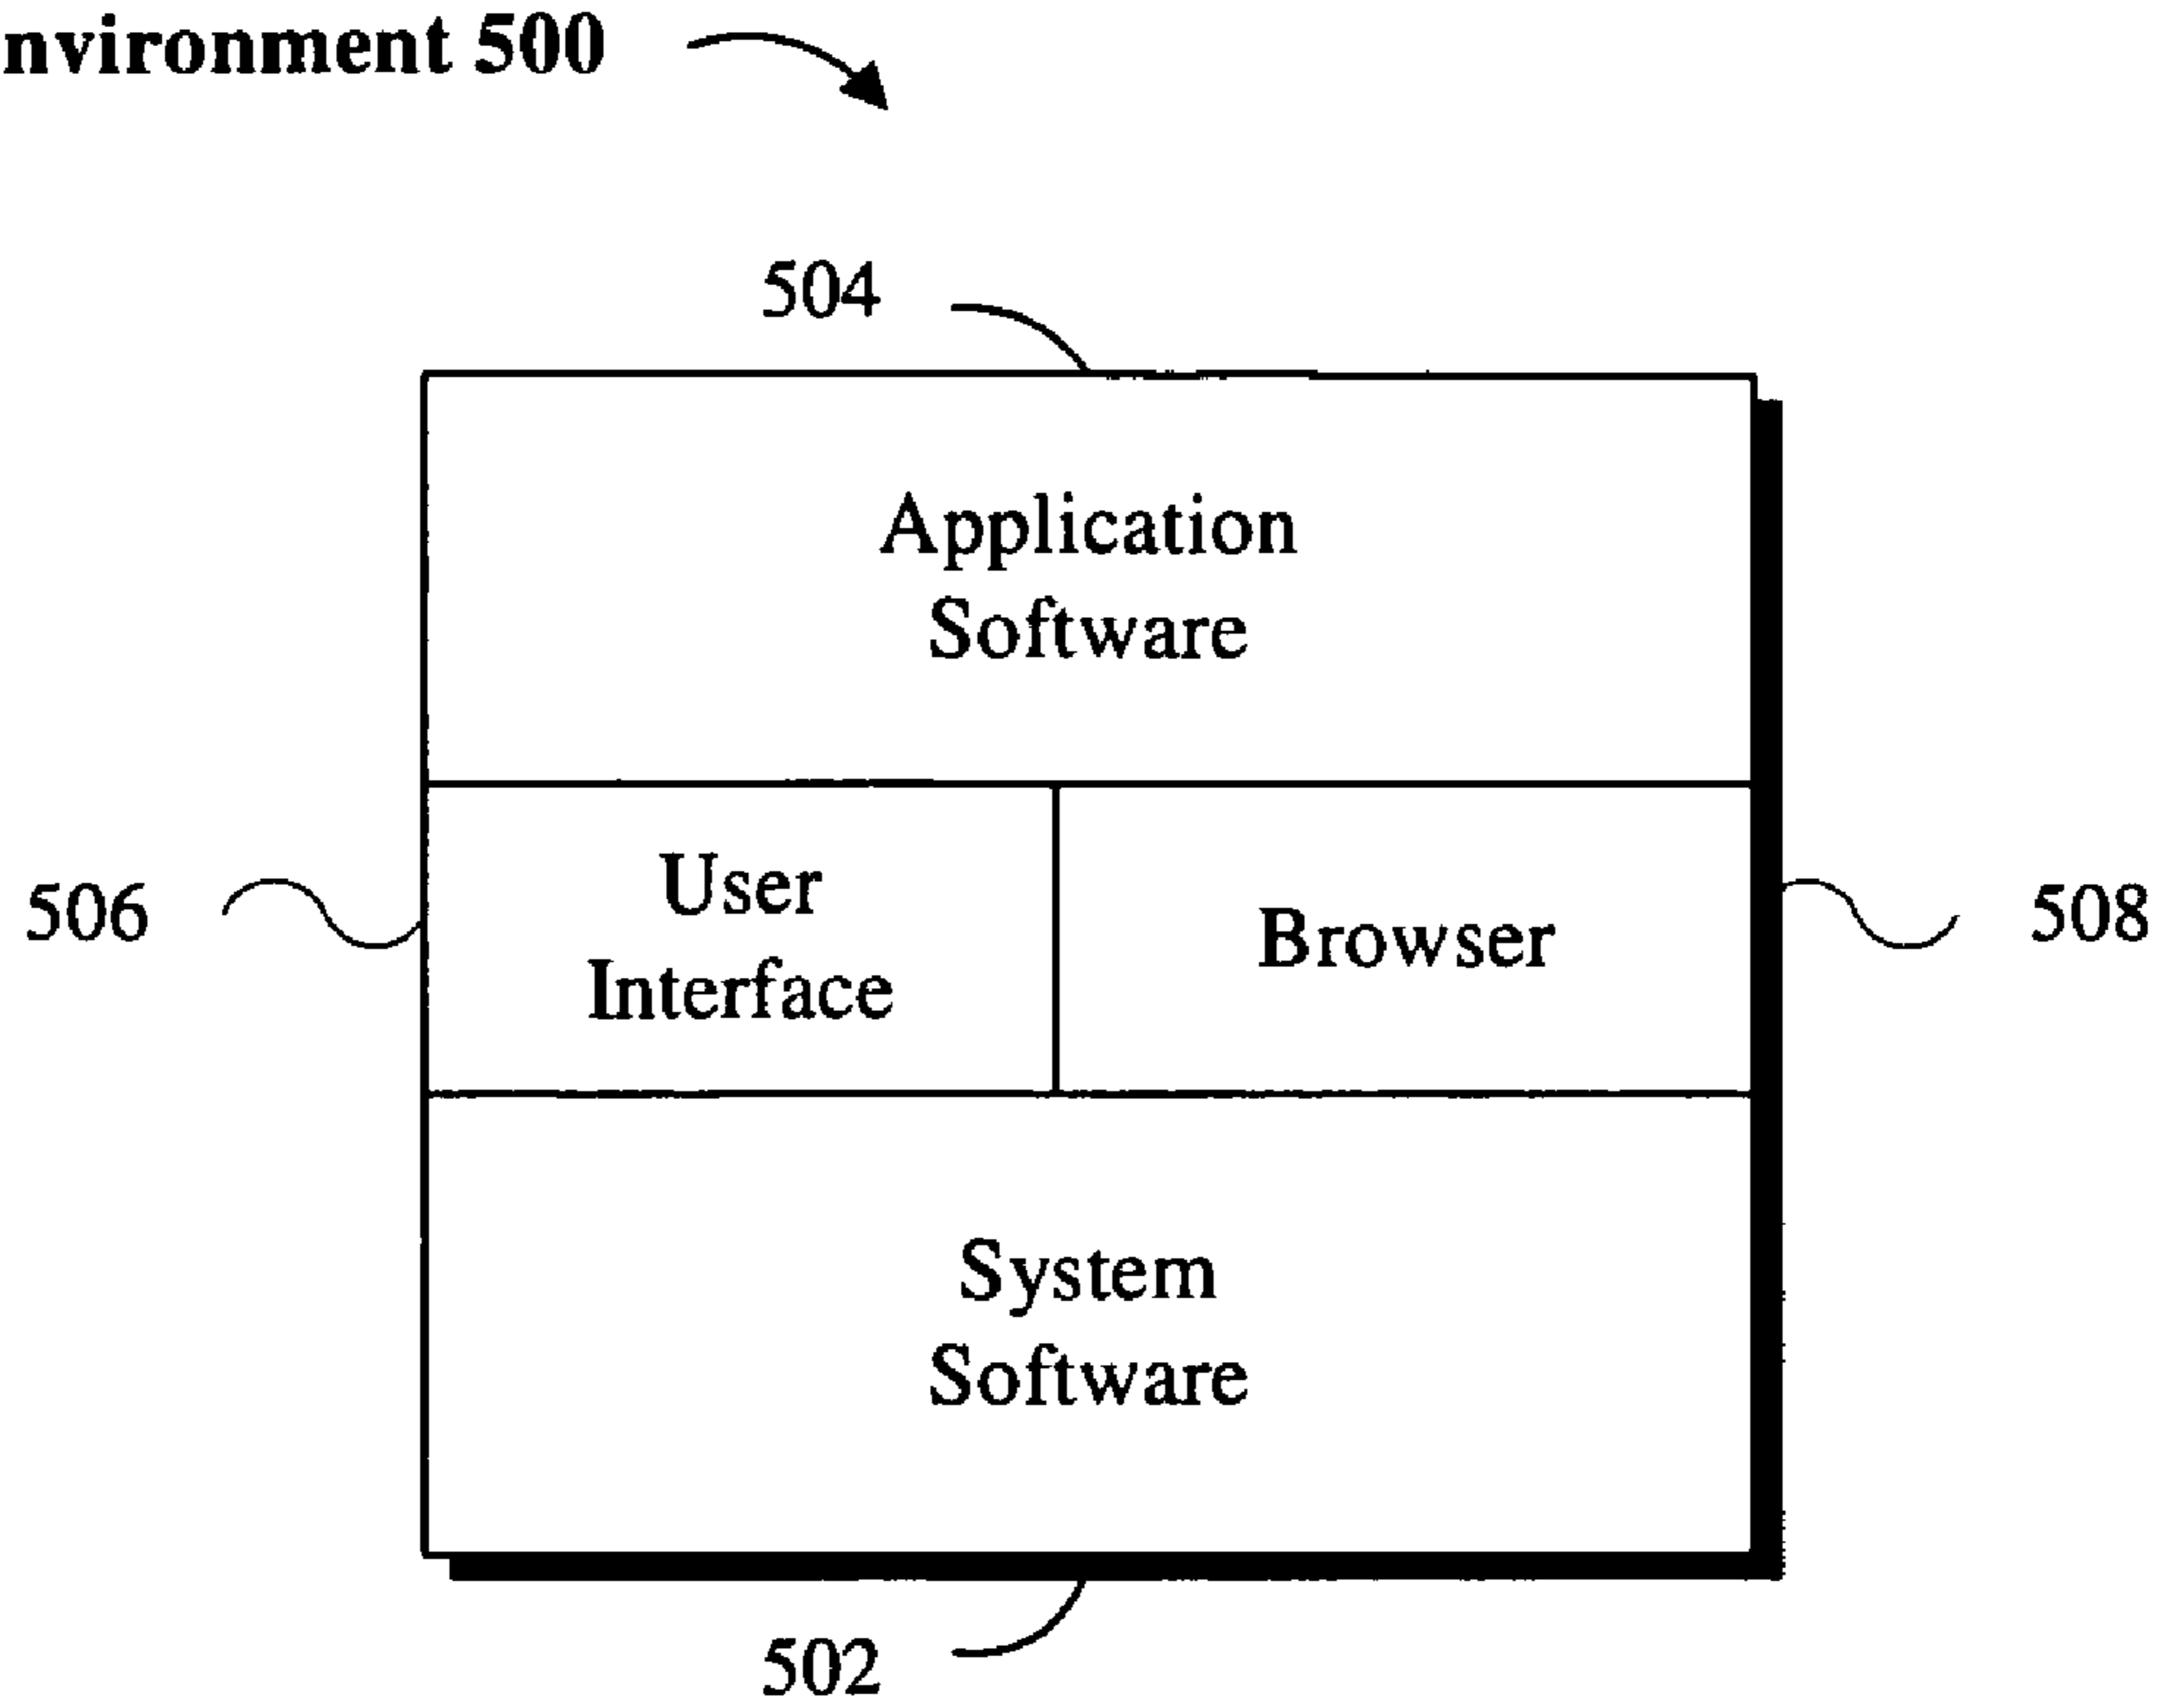 nvironment 500
504
Application
Software
User
Interface
Browser
506
508
System
Software
502